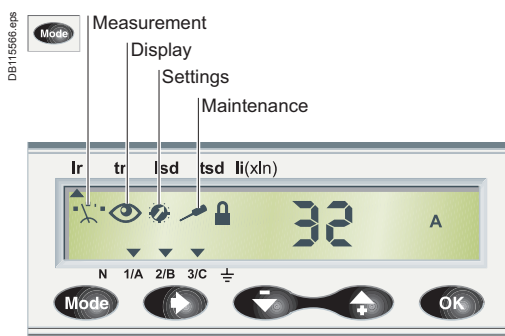 DB115566.eps
Mode
Measurement
Display
Settings
Maintenance
Ir tr Isd tsd Ii(xIn)
32 A
N 1/A 2/B 3/C
Mode OK